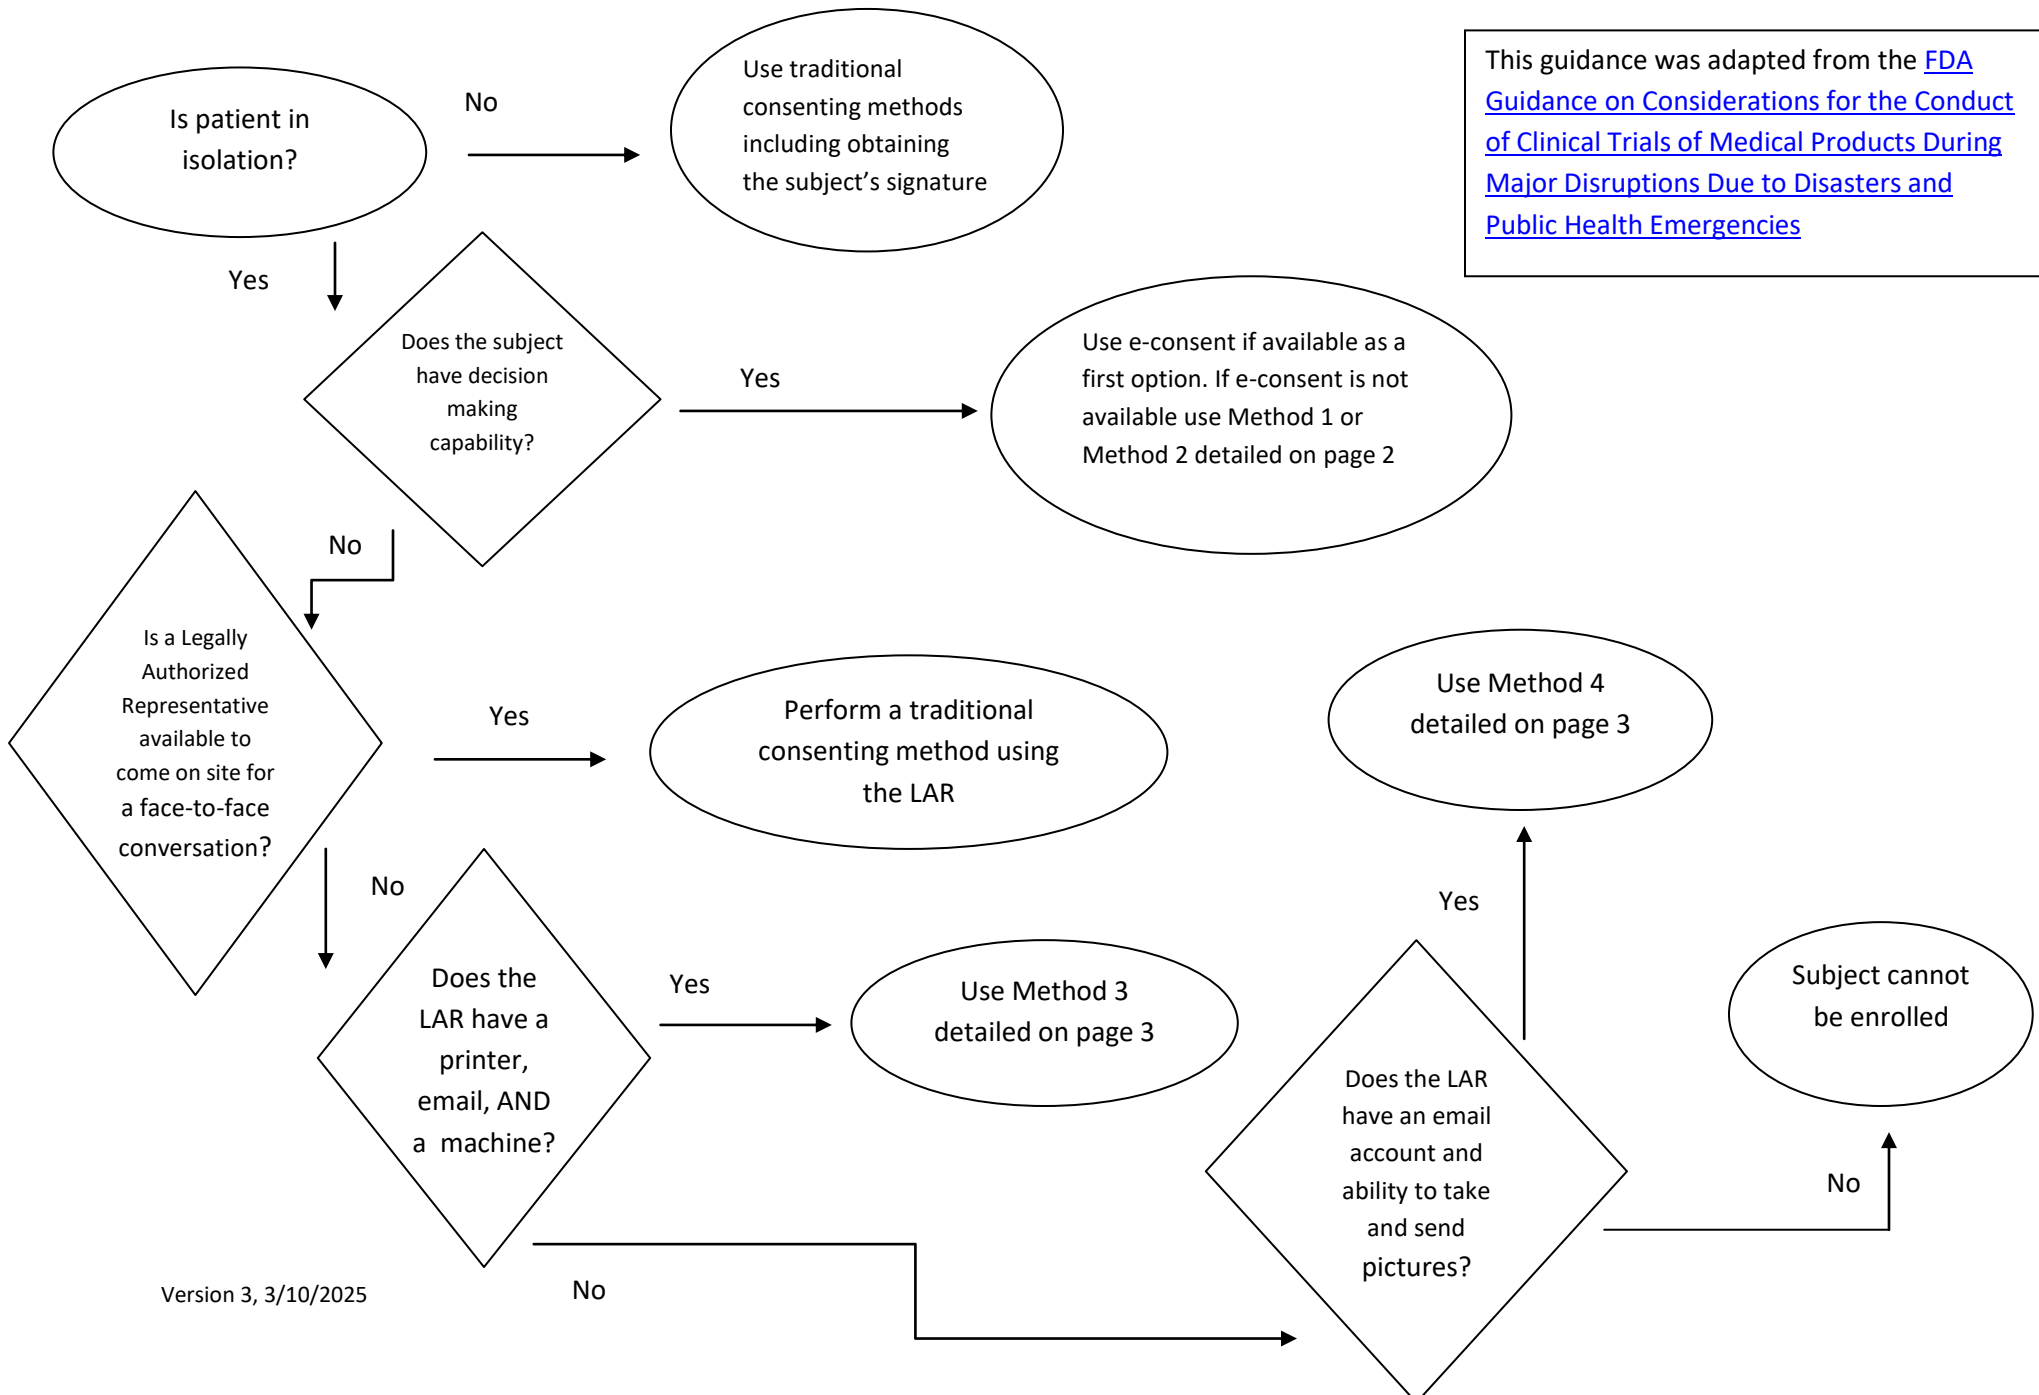 Is patient in
isolation?
No
Use traditional
consenting methods
including obtaining
the subject’s signature
This guidance was adapted from the FDA
Guidance on Considerations for the Conduct
of Clinical Trials of Medical Products During
Major Disruptions Due to Disasters and
Public Health Emergencies
Yes
Does the subject
have decision
making
capability?
Yes
Use e-consent if available as a
first option. If e-consent is not
available use Method 1 or
Method 2 detailed on page 2
No
Is a Legally
Authorized
Representative
available to
come on site for
a face-to-face
conversation?
Yes
Perform a traditional
consenting method using
the LAR
No
Does the
LAR have a
printer,
email, AND
a  machine?
Yes
Use Method 3
detailed on page 3
No
Does the LAR
have an email
account and
ability to take
and send
pictures?
Yes
Use Method 4
detailed on page 3
No
Subject cannot
be enrolled
Version 3, 3/10/2025